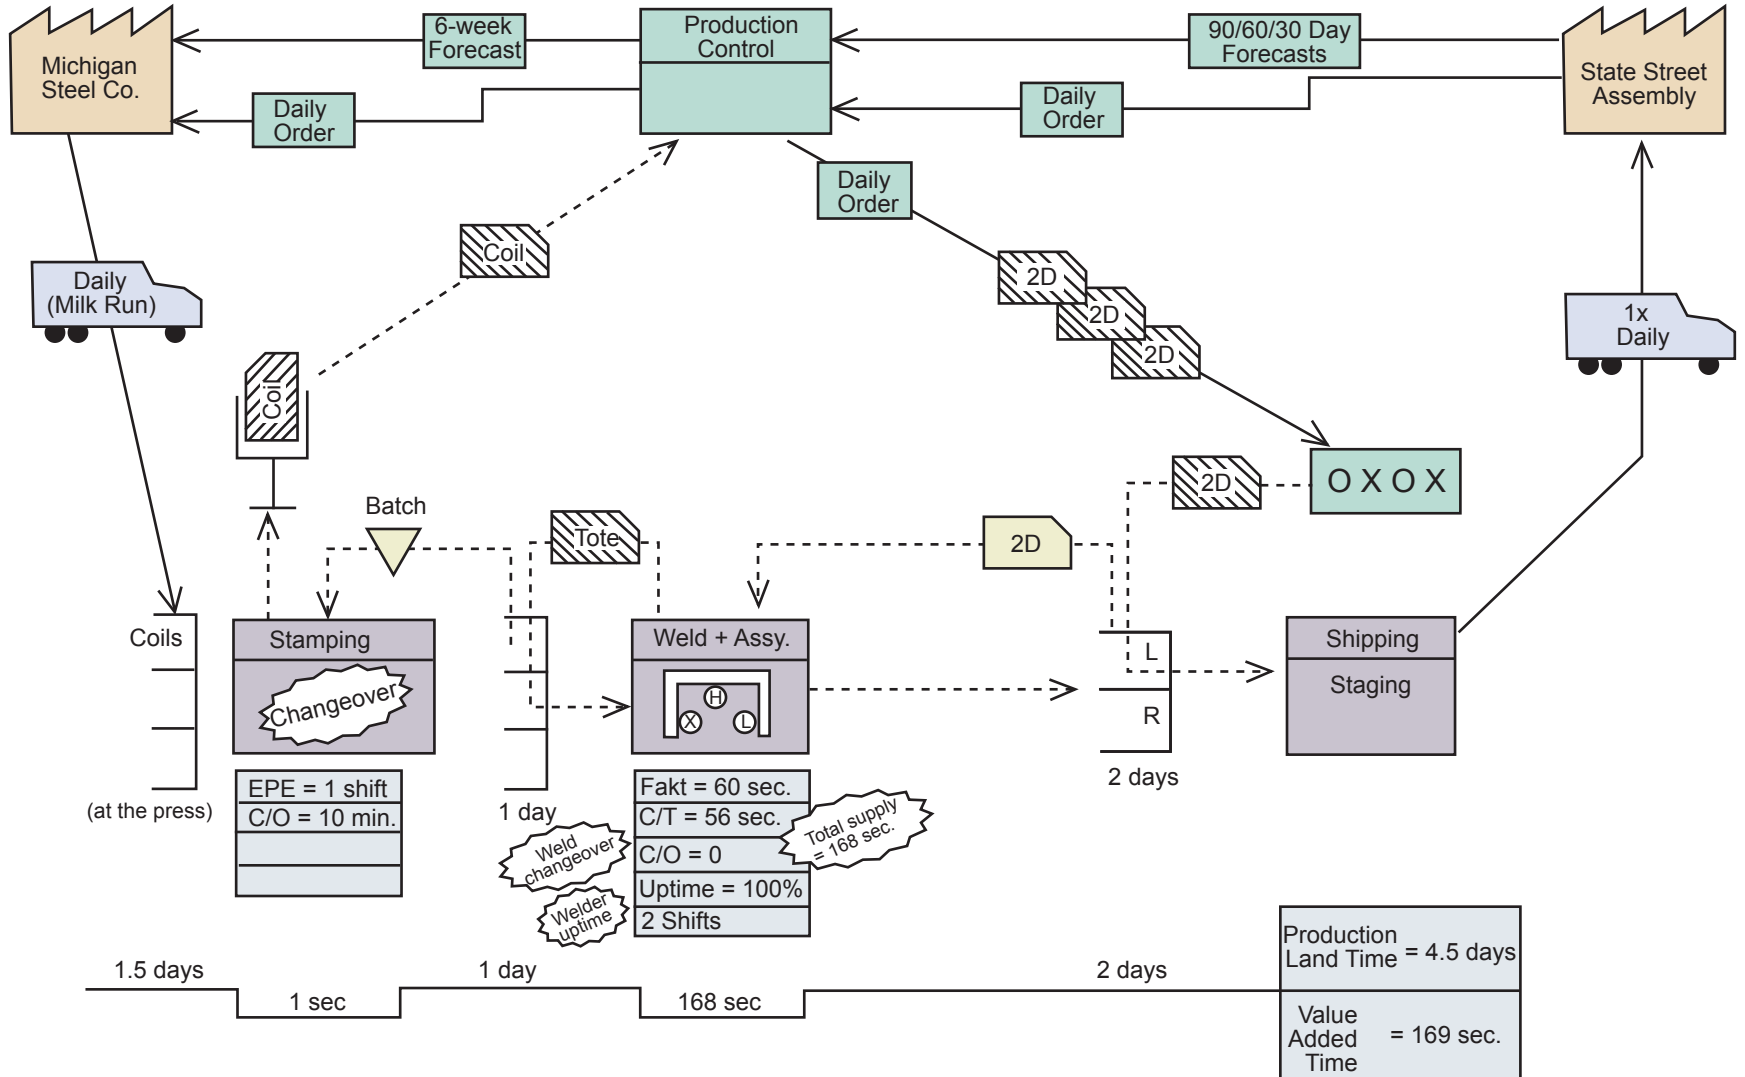 6-week
Forecast
Production
Control
90/60/30 Day
Forecasts
Michigan
Steel Co.
State Street
Assembly
Daily
Order
Daily
Order
Daily
Order
Coil
2D
2D
2D
Daily
(Milk Run)
1x
Daily
Coil
2D
O X O X
Batch
Tote
2D
Coils
Stamping
Changeover
Weld + Assy.
H
X
L
L
R
Shipping
Staging
(at the press)
EPE = 1 shift
C/O = 10 min.
1 day
2 days
Fakt = 60 sec.
C/T = 56 sec.
C/O = 0
Uptime = 100%
2 Shifts
Total supply
= 168 sec.
Weld
changeover
Welder
uptime
1.5 days
1 sec
1 day
168 sec
2 days
Production
Land Time = 4.5 days
Value
Added = 169 sec.
Time